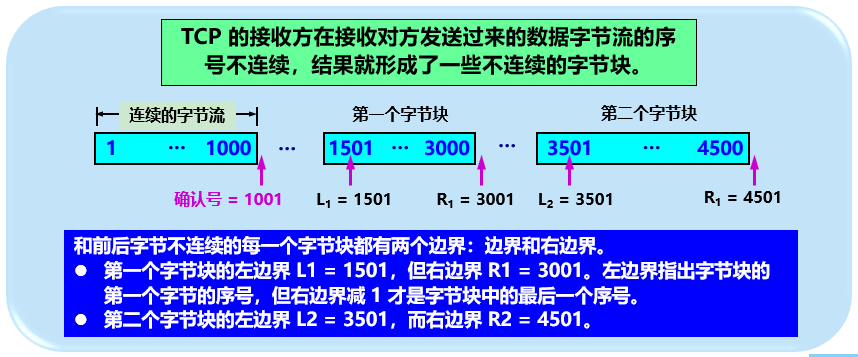 TCP 的接收方在接收对方发送过来的数据字节流的序
号不连续，结果就形成了一些不连续的字节块。
连续的字节流 第一个字节块 第二个字节块
1 … 1000 … 1501 … 3000 … 3501 … 4500
确认号 = 1001 L1 = 1501 R1 = 3001 L2 = 3501 R1 = 4501
和前后字节不连续的每一个字节块都有两个边界：边界和右边界。
● 第一个字节块的左边界 L1 = 1501，但右边界 R1 = 3001。左边界指出字节块的
第一个字节的序号，但右边界减 1 才是字节块中的最后一个序号。
● 第二个字节块的左边界 L2 = 3501，而右边界 R2 = 4501。